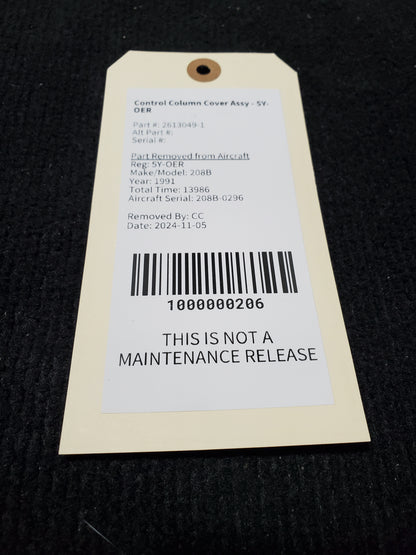 Control Column Cover Assy - 5Y-
OER
Part #: 2613049-1
Alt Part #:
Serial #:
Part Removed from Aircraft
Reg: 5Y-OER
Make/Model: 208B
Year: 1991
Total Time: 13986
Aircraft Serial: 208B-0296
Removed By: CC
Date: 2024-11-05
1000000206
THIS IS NOT A
MAINTENANCE RELEASE